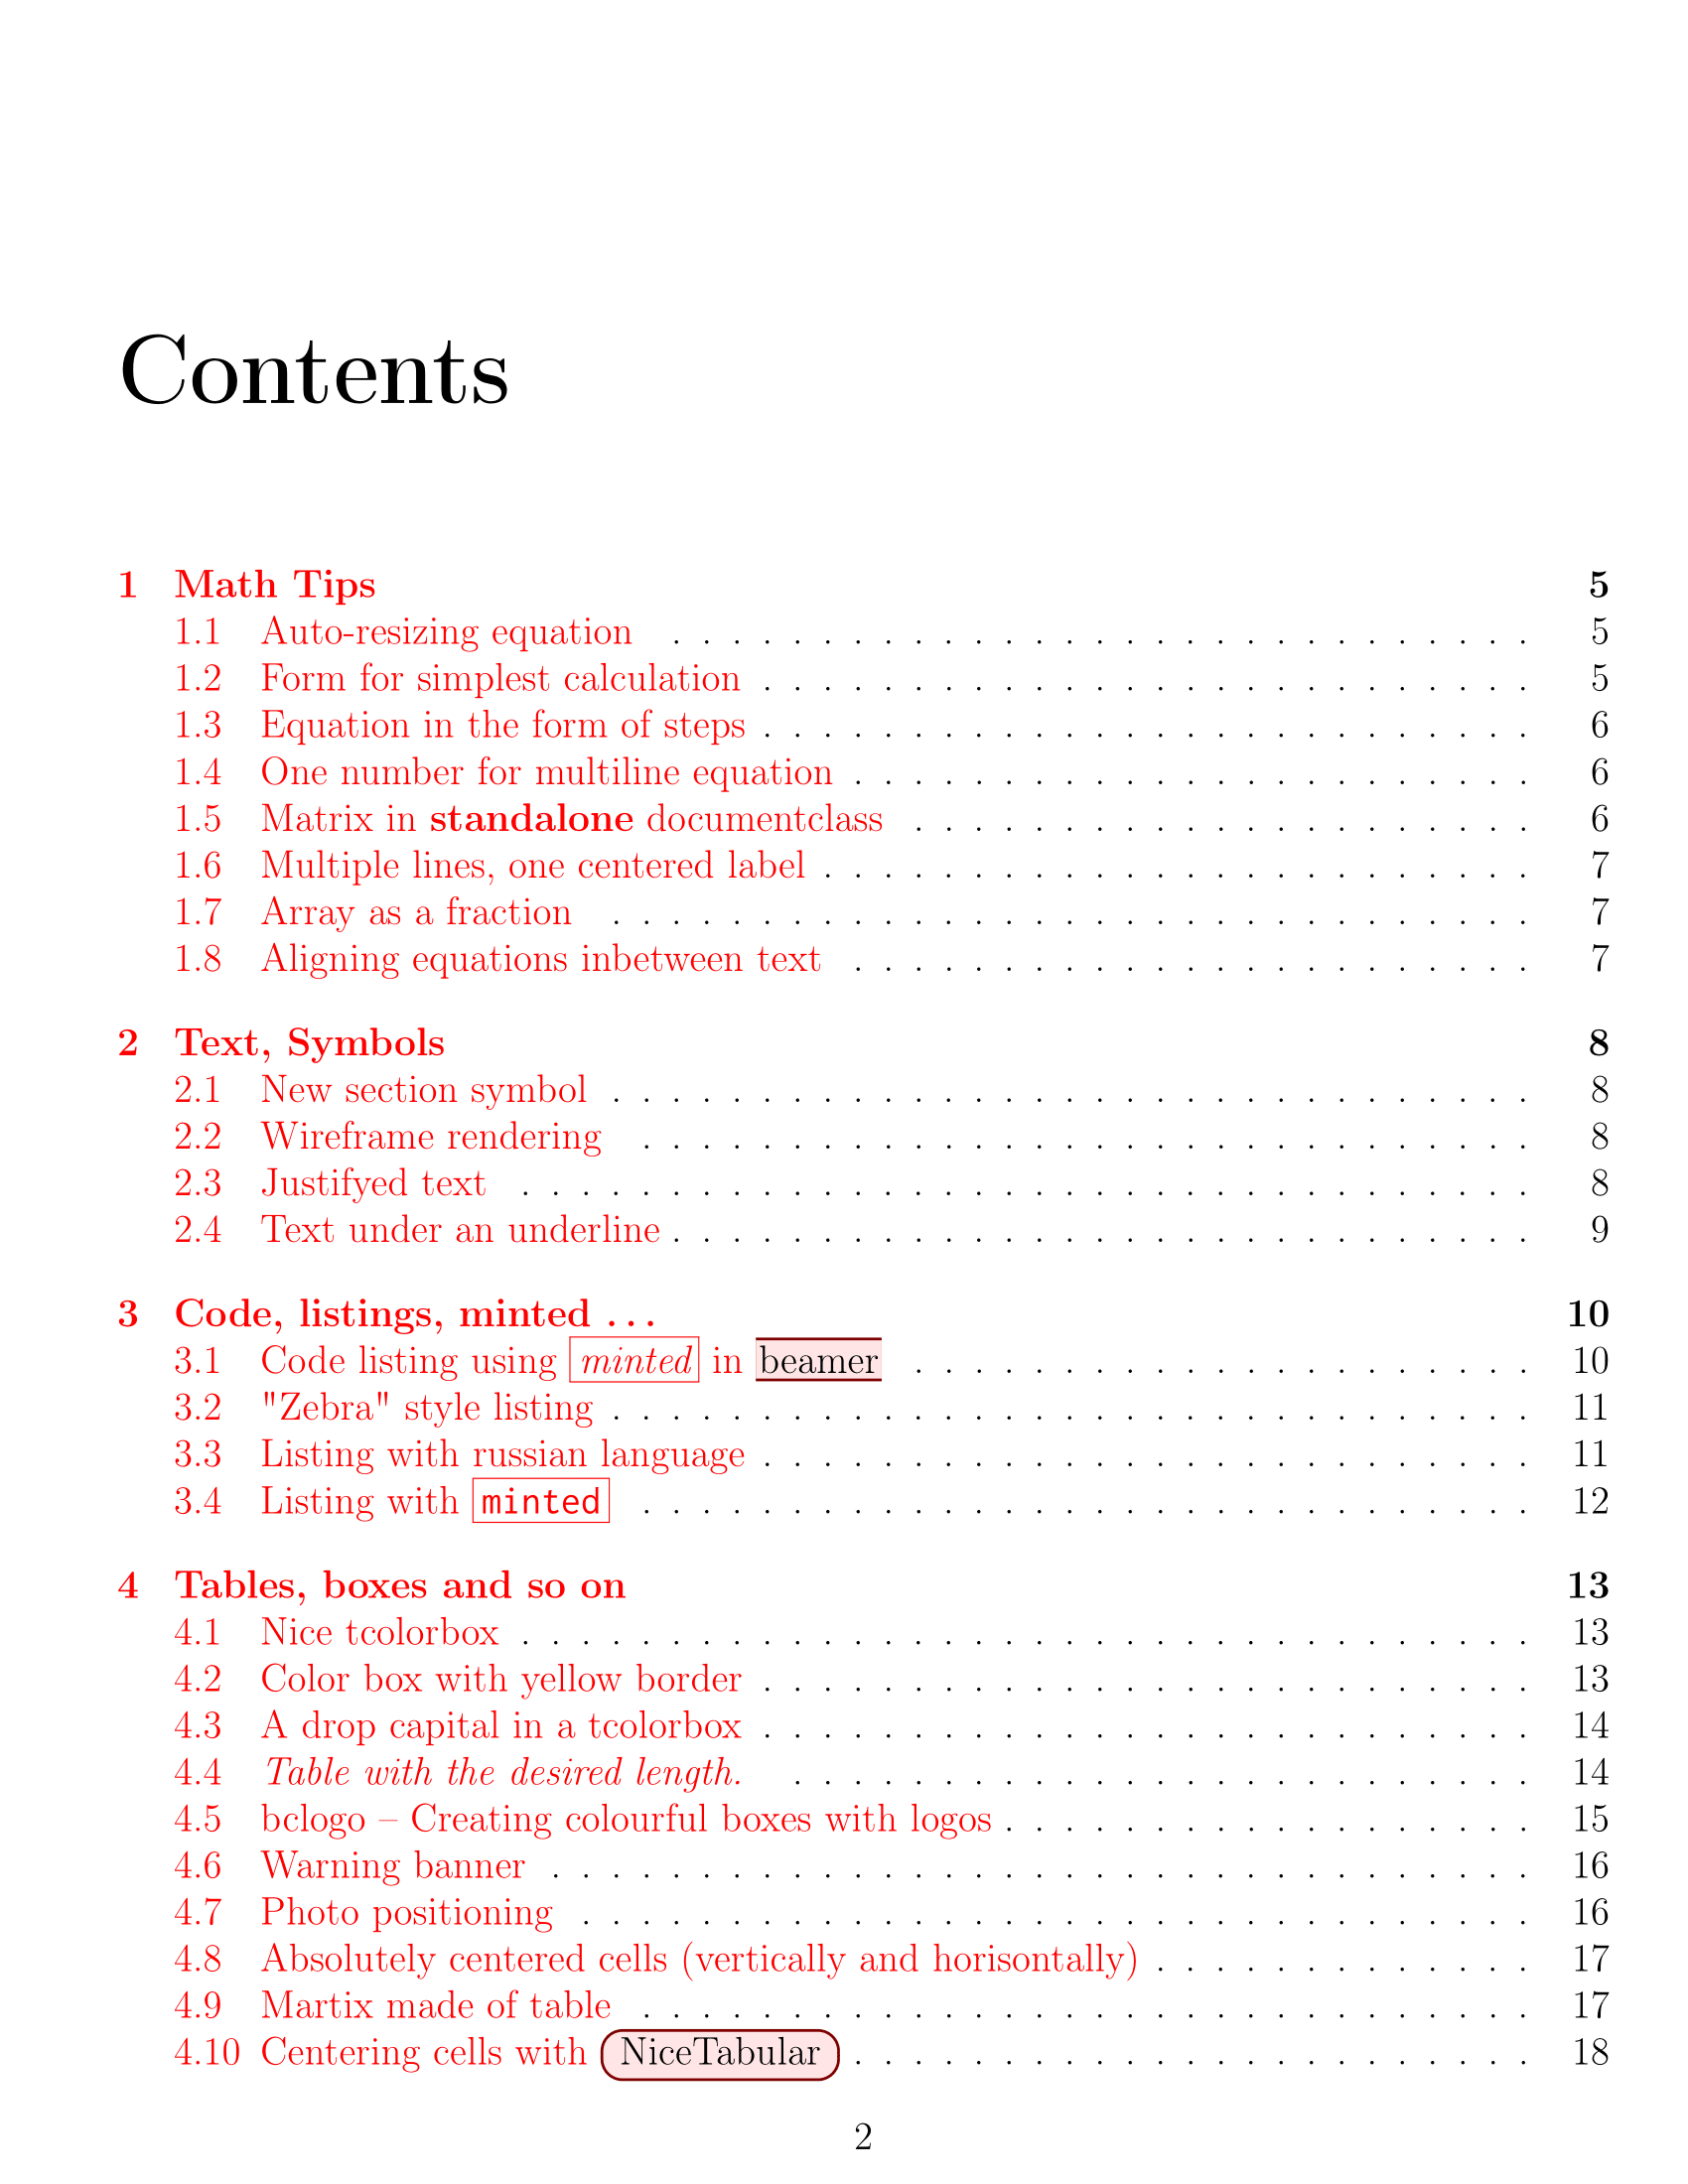 Contents
1 Math Tips 5
1.1 Auto-resizing equation . . . . . . . . . . . . . . . . . . . . . . . . . . . . . 5
1.2 Form for simplest calculation . . . . . . . . . . . . . . . . . . . . . . . . . . 5
1.3 Equation in the form of steps . . . . . . . . . . . . . . . . . . . . . . . . . . 6
1.4 One number for multiline equation . . . . . . . . . . . . . . . . . . . . . . . 6
1.5 Matrix in standalone documentclass . . . . . . . . . . . . . . . . . . . . . 6
1.6 Multiple lines, one centered label . . . . . . . . . . . . . . . . . . . . . . . . 7
1.7 Array as a fraction . . . . . . . . . . . . . . . . . . . . . . . . . . . . . . . 7
1.8 Aligning equations inbetween text . . . . . . . . . . . . . . . . . . . . . . . 7
2 Text, Symbols 8
2.1 New section symbol . . . . . . . . . . . . . . . . . . . . . . . . . . . . . . . 8
2.2 Wireframe rendering . . . . . . . . . . . . . . . . . . . . . . . . . . . . . . 8
2.3 Justifyed text . . . . . . . . . . . . . . . . . . . . . . . . . . . . . . . . . . 8
2.4 Text under an underline . . . . . . . . . . . . . . . . . . . . . . . . . . . . . 9
3 Code, listings, minted . . . 10
3.1 Code listing using minted in beamer . . . . . . . . . . . . . . . . . . . . . 10
3.2 "Zebra" style listing . . . . . . . . . . . . . . . . . . . . . . . . . . . . . . . 11
3.3 Listing with russian language . . . . . . . . . . . . . . . . . . . . . . . . . . 11
3.4 Listing with minted . . . . . . . . . . . . . . . . . . . . . . . . . . . . . . 12
4 Tables, boxes and so on 13
4.1 Nice tcolorbox . . . . . . . . . . . . . . . . . . . . . . . . . . . . . . . . . . 13
4.2 Color box with yellow border . . . . . . . . . . . . . . . . . . . . . . . . . . 13
4.3 A drop capital in a tcolorbox . . . . . . . . . . . . . . . . . . . . . . . . . . 14
4.4 Table with the desired length. . . . . . . . . . . . . . . . . . . . . . . . . . 14
4.5 bclogo – Creating colourful boxes with logos . . . . . . . . . . . . . . . . . . 15
4.6 Warning banner . . . . . . . . . . . . . . . . . . . . . . . . . . . . . . . . . 16
4.7 Photo positioning . . . . . . . . . . . . . . . . . . . . . . . . . . . . . . . . 16
4.8 Absolutely centered cells (vertically and horisontally) . . . . . . . . . . . . . 17
4.9 Martix made of table . . . . . . . . . . . . . . . . . . . . . . . . . . . . . . 17
4.10 Centering cells with NiceTabular . . . . . . . . . . . . . . . . . . . . . . . 18
2